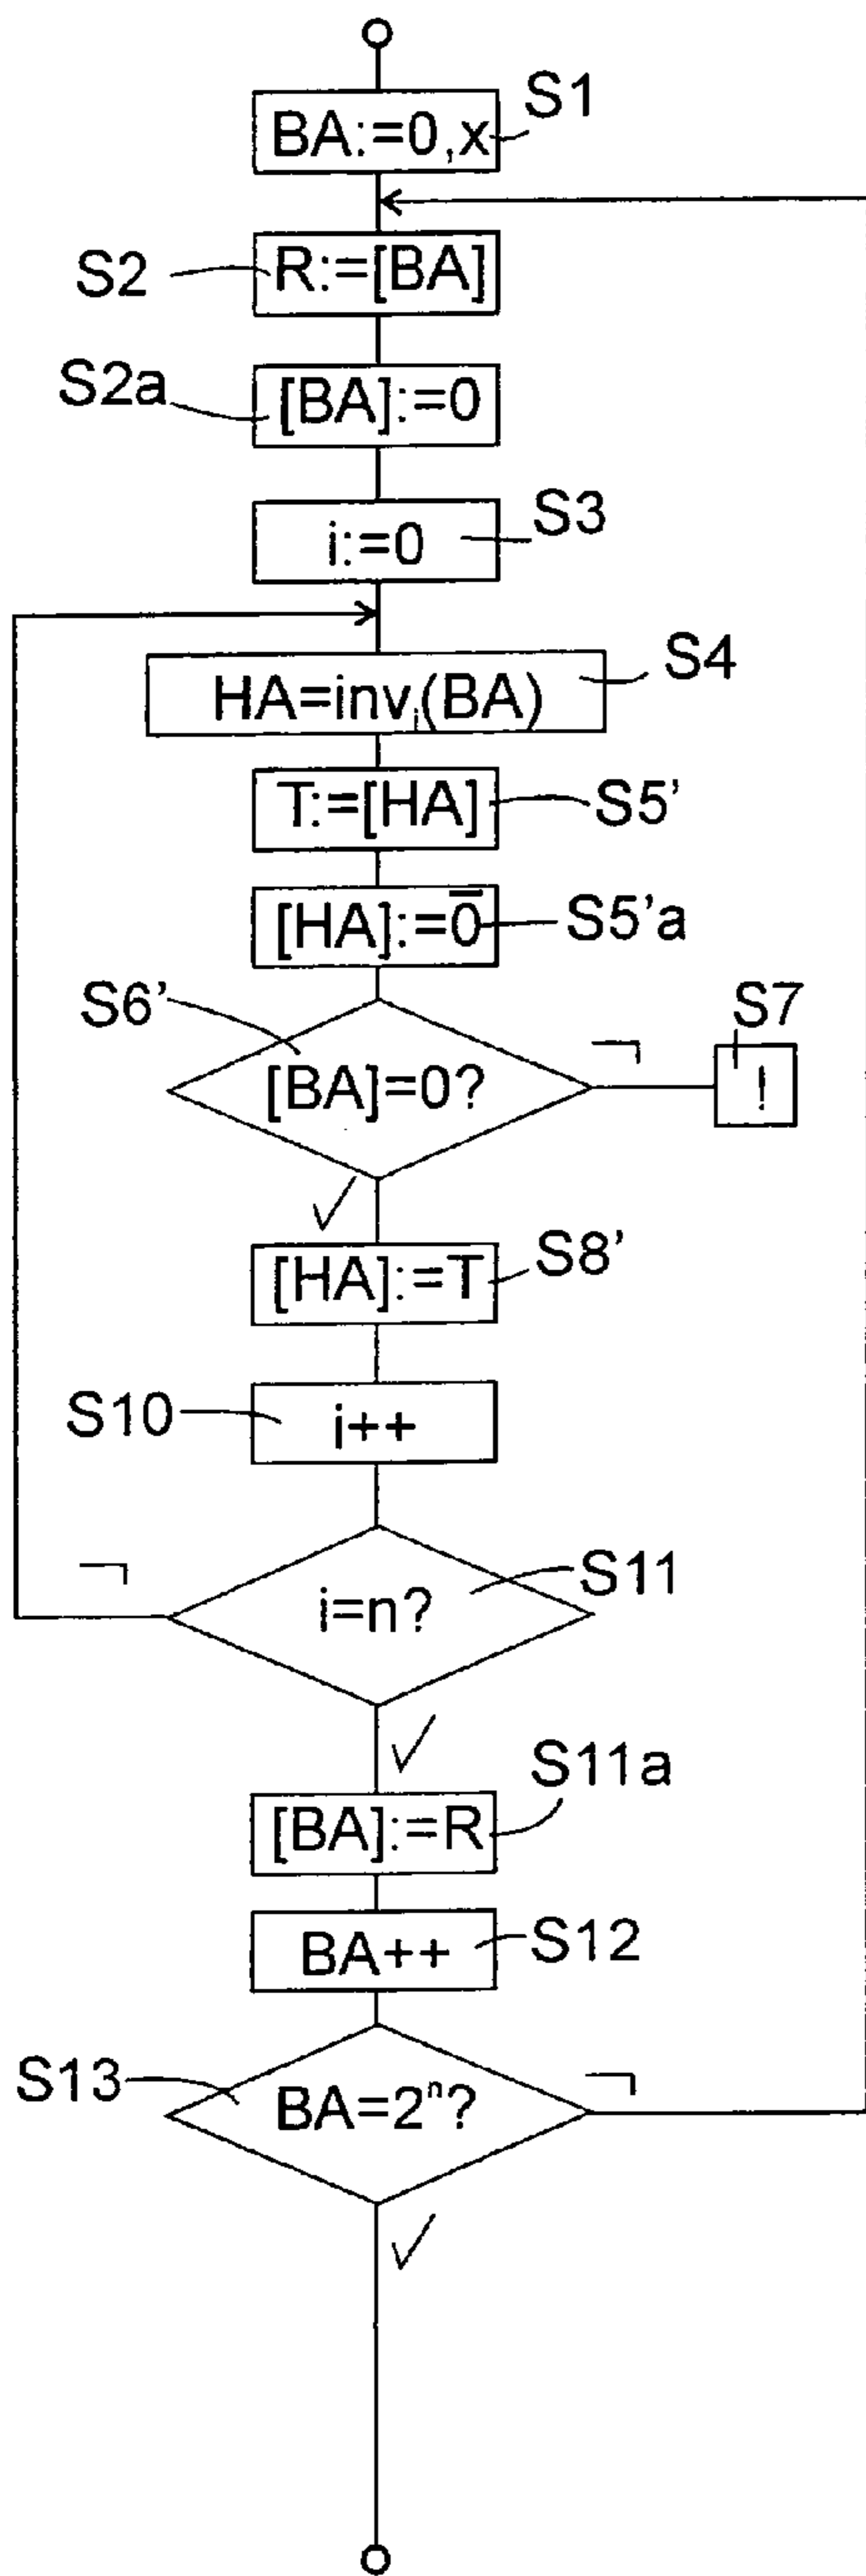 S1
BA:=0,x
S2
R:=[BA]
S2a
[BA]:=0
S3
i:=0
S4
HA=invᵢ(BA)
T:=[HA]
S5'
[HA]:=0̅
S5'a
S6'
[BA]=0?
¬
S7
!
✓
[HA]:=T
S8'
S10
i++
¬
i=n?
S11
✓
S11a
[BA]:=R
BA++
S12
S13
BA=2ⁿ?
¬
✓